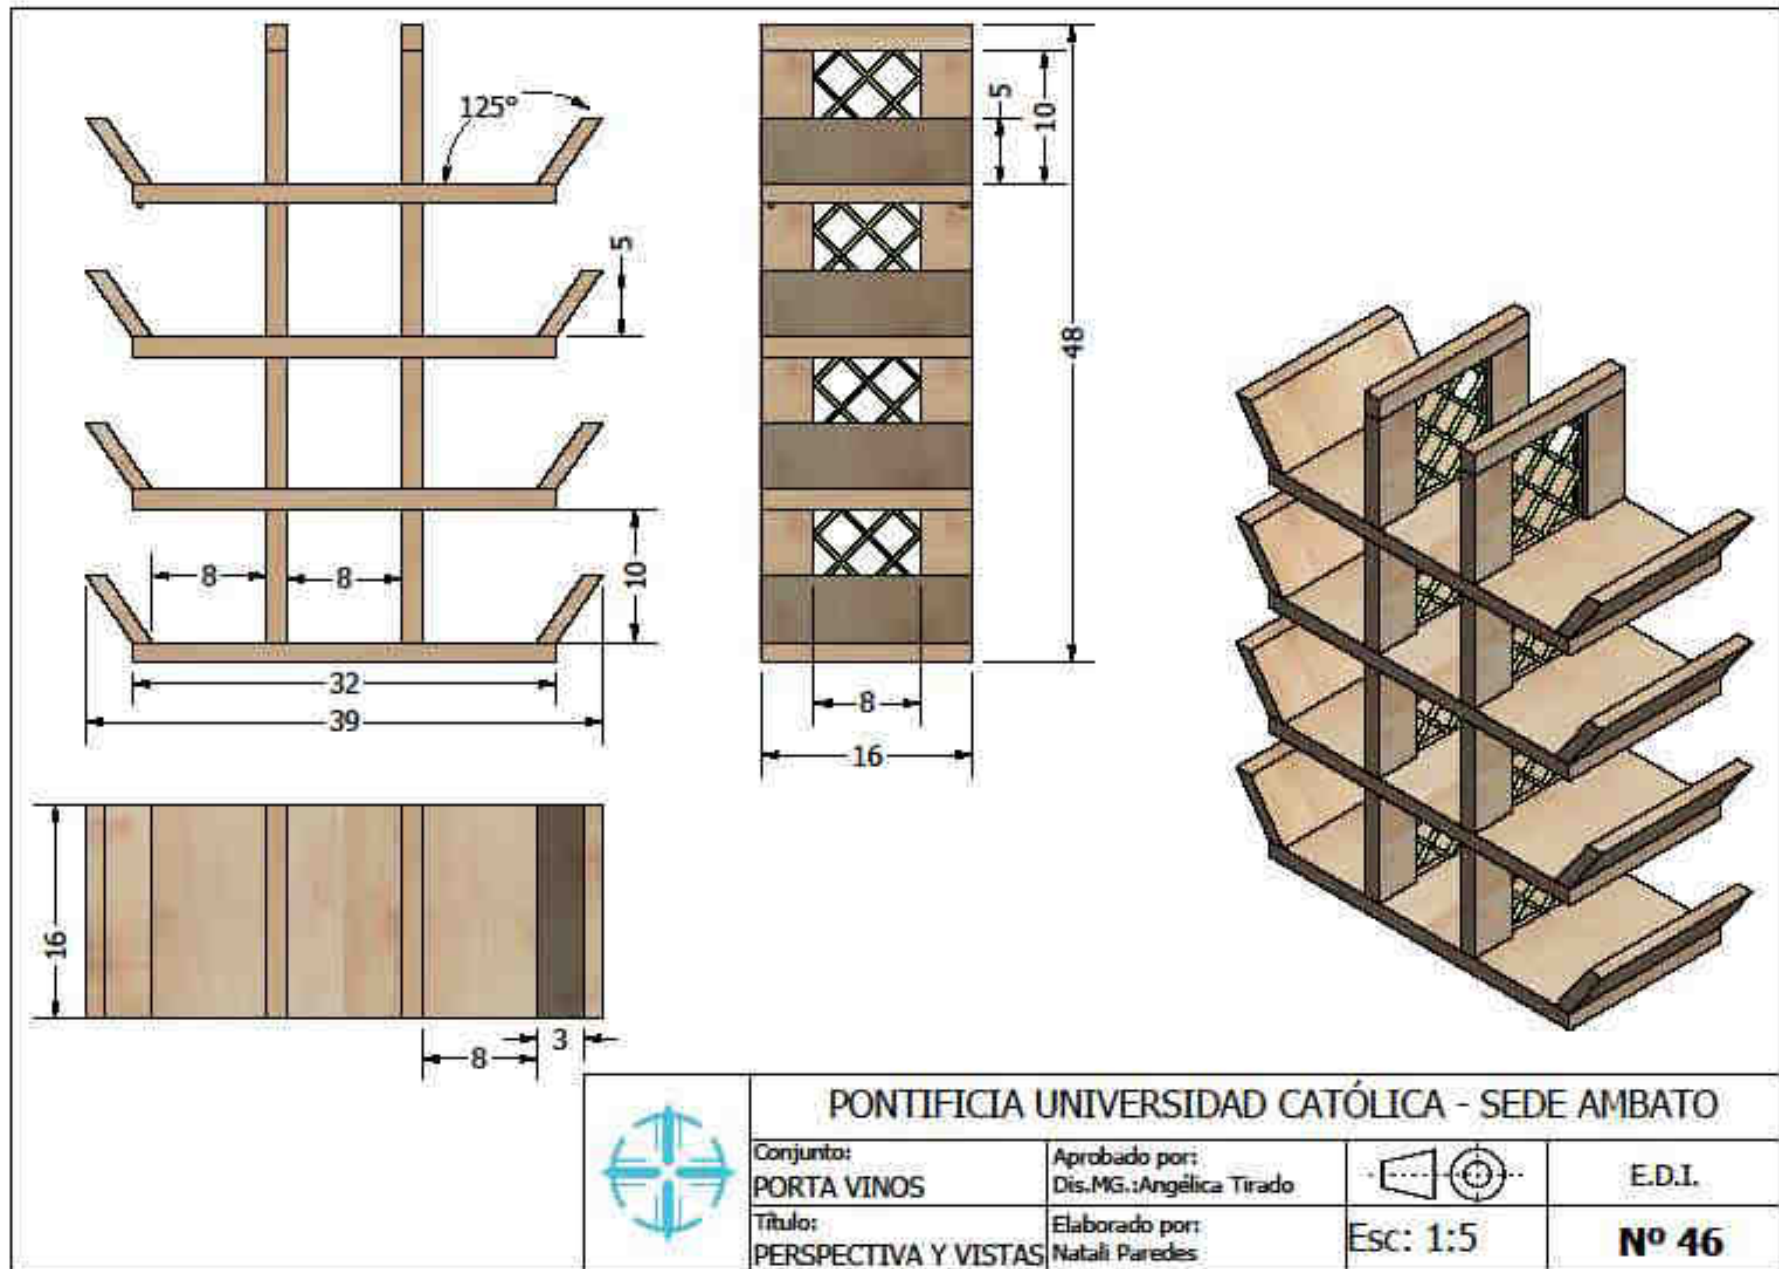 125º
5
10
5
48
8
8
10
32
39
8
16
16
8
3
PONTIFICIA UNIVERSIDAD CATÓLICA - SEDE AMBATO
Conjunto:
PORTA VINOS
Aprobado por:
Dis.MG.:Angélica Tirado
E.D.I.
Título:
PERSPECTIVA Y VISTAS
Elaborado por:
Natali Paredes
Esc: 1:5
Nº 46